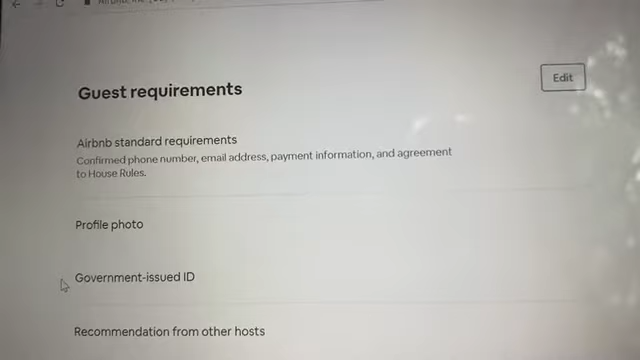 Guest requirements
Edit
Airbnb standard requirements
Confirmed phone number, email address, payment information, and agreement
to House Rules.
Profile photo
Government-issued ID
Recommendation from other hosts